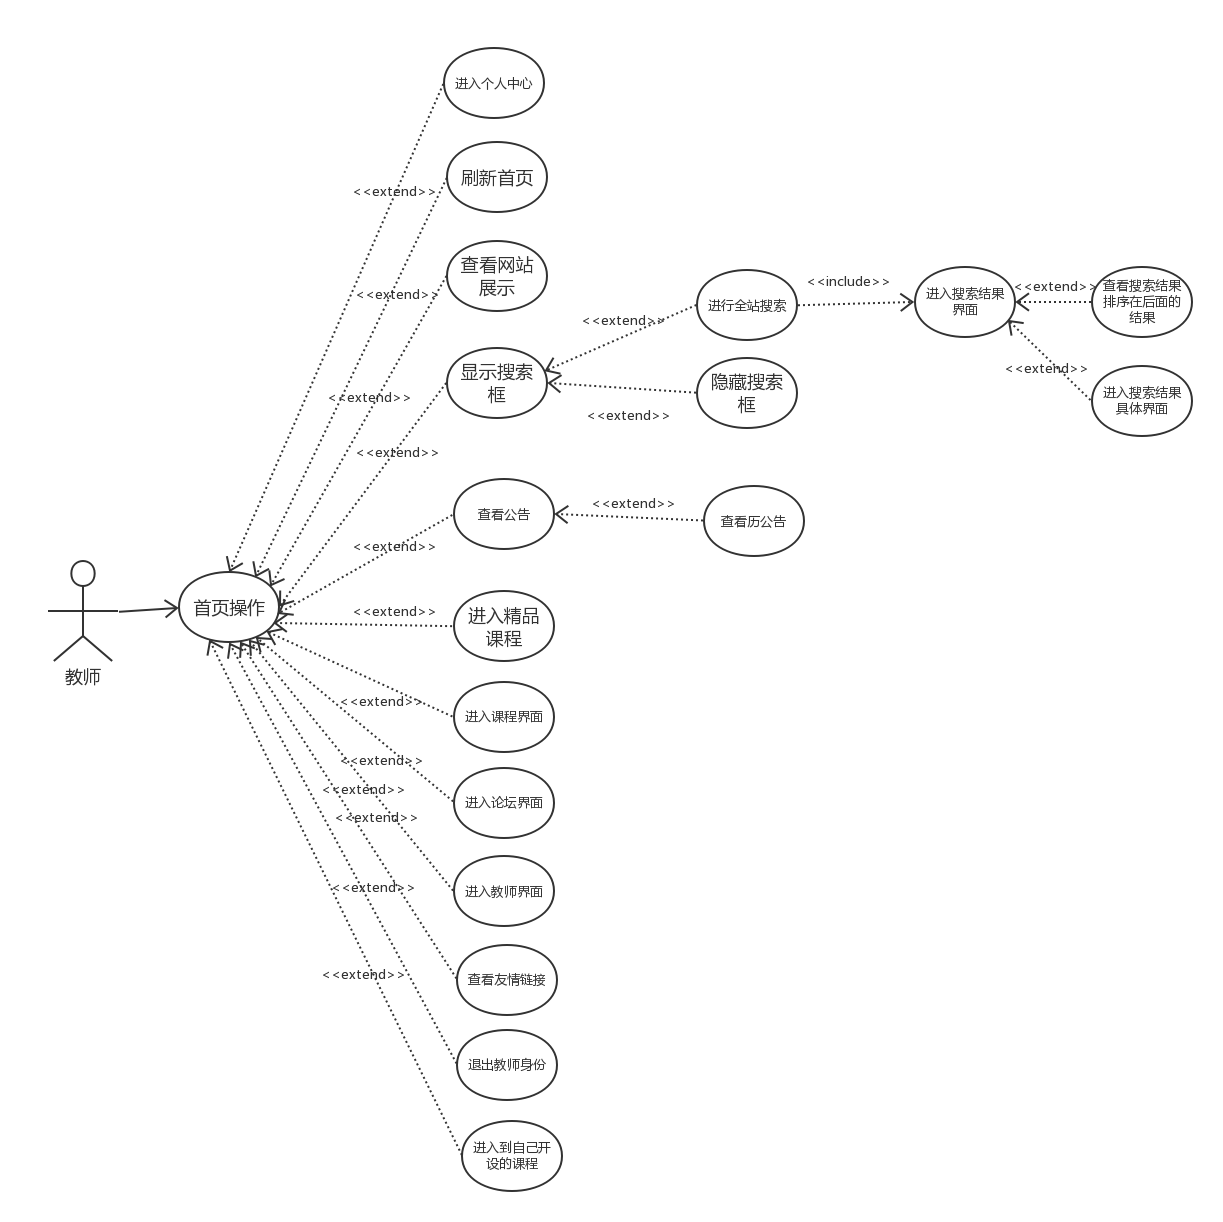 进入个人中心
<<extend>>
刷新首页
查看网站
展示
<<extend>>
进行全站搜索
<<include>>
进入搜索结果
界面
<<extend>>
查看搜索结果
排序在后面的
结果
<<extend>>
显示搜索
框
隐藏搜索
框
<<extend>>
进入搜索结果
具体界面
<<extend>>
<<extend>>
<<extend>>
查看公告
<<extend>>
查看历公告
<<extend>>
教师
首页操作
<<extend>>
进入精品
课程
<<extend>>
进入课程界面
<<extend>>
进入论坛界面
<<extend>>
<<extend>>
进入教师界面
<<extend>>
查看友情链接
<<extend>>
退出教师身份
进入到自己开
设的课程